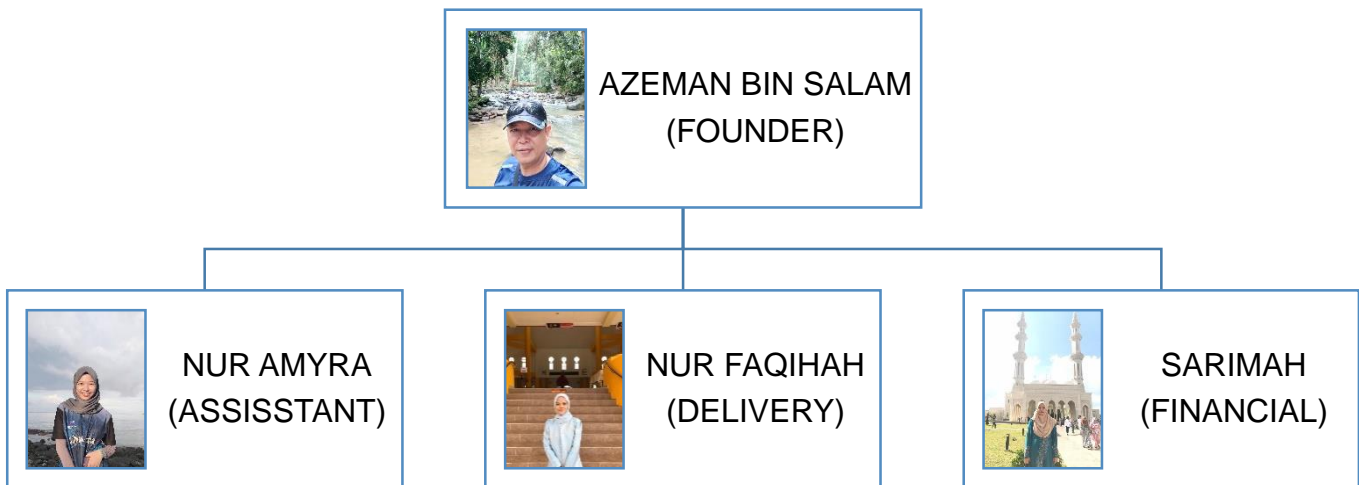 AZEMAN BIN SALAM
(FOUNDER)
NUR AMYRA
(ASSISSTANT)
NUR FAQIHAH
(DELIVERY)
SARIMAH
(FINANCIAL)